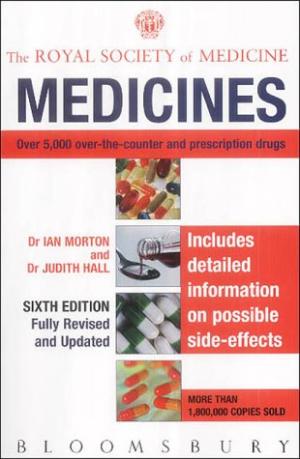 The ROYAL SOCIETY of MEDICINE
MEDICINES
Over 5,000 over-the-counter and prescription drugs
Dr IAN MORTON
and
Dr JUDITH HALL
Includes
detailed
information
on possible
side-effects
SIXTH EDITION
Fully Revised
and Updated
MORE THAN
1,800,000 COPIES SOLD
BLOOMSBURY